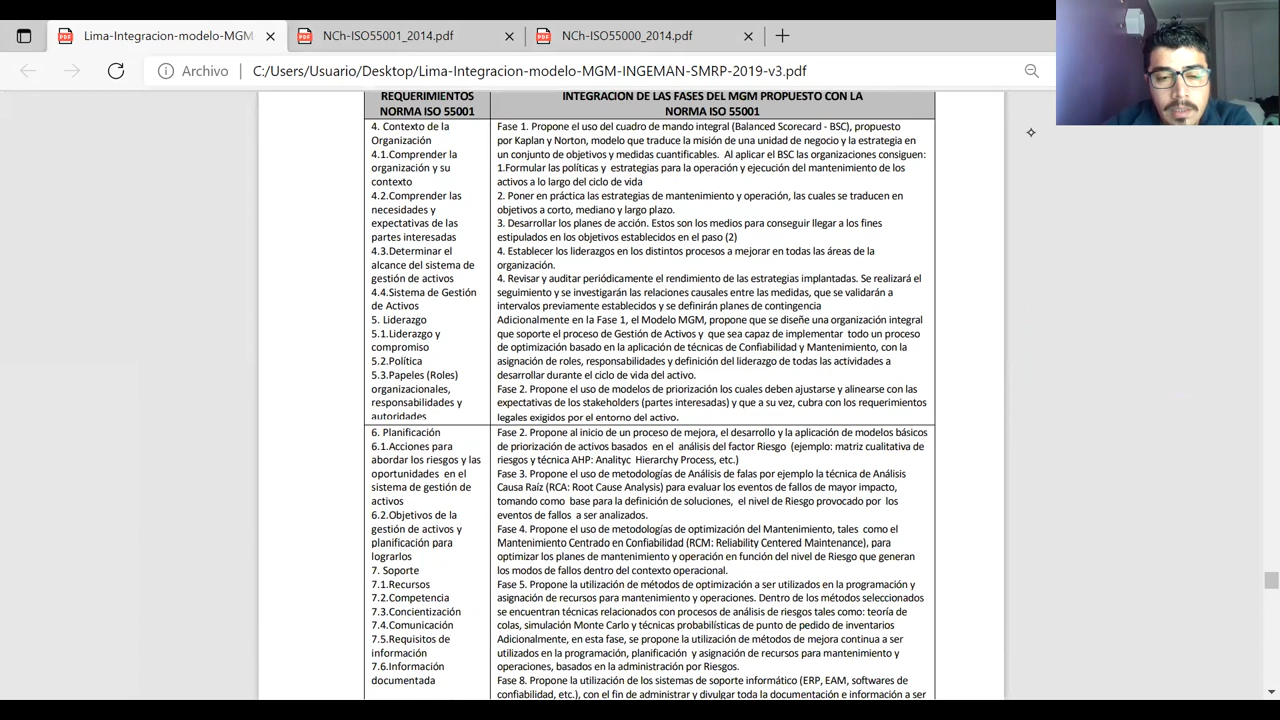 Lima-Integracion-modelo-MGM
NCh-ISO55001_2014.pdf
NCh-ISO55000_2014.pdf
Archivo
C:/Users/Usuario/Desktop/Lima-Integracion-modelo-MGM-INGEMAN-SMRP-2019-v3.pdf
REQUERIMIENTOS
NORMA ISO 55001
INTEGRACION DE LAS FASES DEL MGM PROPUESTO CON LA
NORMA ISO 55001
4. Contexto de la
Organización
4.1.Comprender la
organización y su
contexto
4.2.Comprender las
necesidades y
expectativas de las
partes interesadas
4.3.Determinar el
alcance del sistema de
gestión de activos
4.4.Sistema de Gestión
de Activos
5. Liderazgo
5.1.Liderazgo y
compromiso
5.2.Política
5.3.Papeles (Roles)
organizacionales,
responsabilidades y
autoridades
Fase 1. Propone el uso del cuadro de mando integral (Balanced Scorecard - BSC), propuesto
por Kaplan y Norton, modelo que traduce la misión de una unidad de negocio y la estrategia en
un conjunto de objetivos y medidas cuantificables. Al aplicar el BSC las organizaciones consiguen:
1.Formular las políticas y estrategias para la operación y ejecución del mantenimiento de los
activos a lo largo del ciclo de vida
2. Poner en práctica las estrategias de mantenimiento y operación, las cuales se traducen en
objetivos a corto, mediano y largo plazo.
3. Desarrollar los planes de acción. Estos son los medios para conseguir llegar a los fines
estipulados en los objetivos establecidos en el paso (2)
4. Establecer los liderazgos en los distintos procesos a mejorar en todas las áreas de la
organización.
4. Revisar y auditar periódicamente el rendimiento de las estrategias implantadas. Se realizará el
seguimiento y se investigarán las relaciones causales entre las medidas, que se validarán a
intervalos previamente establecidos y se definirán planes de contingencia
Adicionalmente en la Fase 1, el Modelo MGM, propone que se diseñe una organización integral
que soporte el proceso de Gestión de Activos y que sea capaz de implementar todo un proceso
de optimización basado en la aplicación de técnicas de Confiabilidad y Mantenimiento, con la
asignación de roles, responsabilidades y definición del liderazgo de todas las actividades a
desarrollar durante el ciclo de vida del activo.
Fase 2. Propone el uso de modelos de priorización los cuales deben ajustarse y alinearse con las
expectativas de los stakeholders (partes interesadas) y que a su vez, cubra con los requerimientos
legales exigidos por el entorno del activo.
6. Planificación
6.1.Acciones para
abordar los riesgos y las
oportunidades en el
sistema de gestión de
activos
6.2.Objetivos de la
gestión de activos y
planificación para
lograrlos
7. Soporte
7.1.Recursos
7.2.Competencia
7.3.Concientización
7.4.Comunicación
7.5.Requisitos de
información
7.6.Información
documentada
Fase 2. Propone al inicio de un proceso de mejora, el desarrollo y la aplicación de modelos básicos
de priorización de activos basados en el análisis del factor Riesgo (ejemplo: matriz cualitativa de
riesgos y técnica AHP: Analityc Hierarchy Process, etc.)
Fase 3. Propone el uso de metodologías de Análisis de falas por ejemplo la técnica de Análisis
Causa Raíz (RCA: Root Cause Analysis) para evaluar los eventos de fallos de mayor impacto,
tomando como base para la definición de soluciones, el nivel de Riesgo provocado por los
eventos de fallos a ser analizados.
Fase 4. Propone el uso de metodologías de optimización del Mantenimiento, tales como el
Mantenimiento Centrado en Confiabilidad (RCM: Reliability Centered Maintenance), para
optimizar los planes de mantenimiento y operación en función del nivel de Riesgo que generan
los modos de fallos dentro del contexto operacional.
Fase 5. Propone la utilización de métodos de optimización a ser utilizados en la programación y
asignación de recursos para mantenimiento y operaciones. Dentro de los métodos seleccionados
se encuentran técnicas relacionados con procesos de análisis de riesgos tales como: teoría de
colas, simulación Monte Carlo y técnicas probabilísticas de punto de pedido de inventarios
Adicionalmente, en esta fase, se propone la utilización de métodos de mejora continua a ser
utilizados en la programación, planificación y asignación de recursos para mantenimiento y
operaciones, basados en la administración por Riesgos.
Fase 8. Propone la utilización de los sistemas de soporte informático (ERP, EAM, softwares de
confiabilidad, etc.), con el fin de administrar y divulgar toda la documentación e información a ser